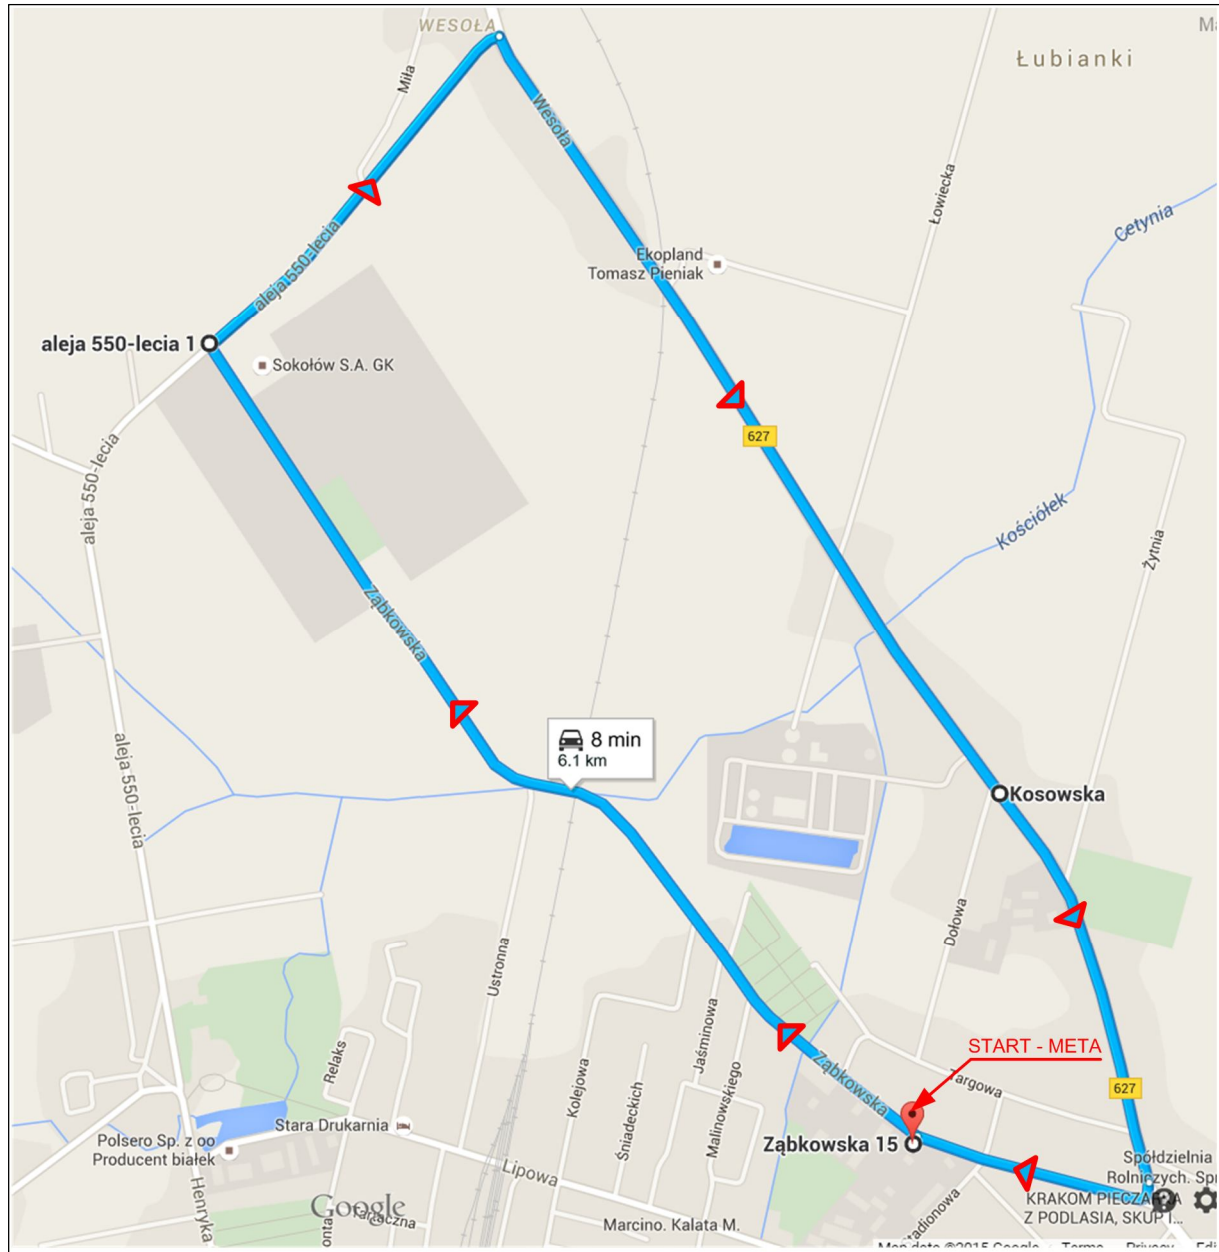 WESOŁA
Ma
Łubianki
Miła
Wesoła
Łowiecka
Cetynia
aleja 550-lecia
Ekopland
Tomasz Pieniak
aleja 550-lecia 1
Sokołów S.A. GK
627
aleja 550-lecia
Kościółek
Żytnia
Ząbkowska
8 min
6.1 km
aleja 550-lecia
Kosowska
Dołowa
Ustronna
Jaśminowa
START - META
Relaks
Kolejowa
Śniadeckich
Malinowskiego
Ząbkowska
Targowa
627
Stara Drukarnia
Polsero Sp. z oo
Producent białek
Ząbkowska 15
Lipowa
Spółdzielnia
Rolniczych. Spr
KRAKOM PIECZARKA
Z PODLASIA, SKUP I...
Henryka
Google
Marcino. Kalata M.
Stadionowa
Map data ©2015 Google Terms Privacy Edi